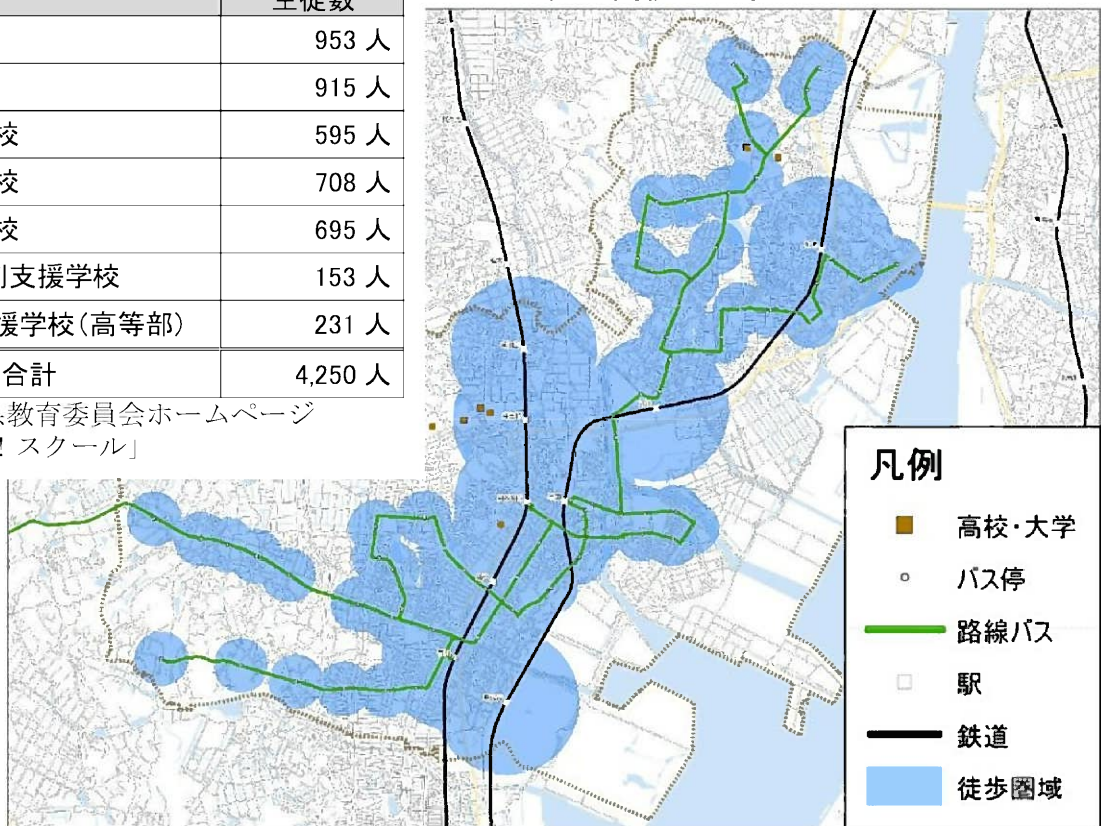 生徒数
953 人
915 人
校 595 人
校 708 人
校 695 人
支援学校 153 人
援学校(高等部) 231 人
合計 4,250 人
教育委員会ホームページ
スクール」
凡例
高校・大学
バス停
路線バス
駅
鉄道
徒歩圏域